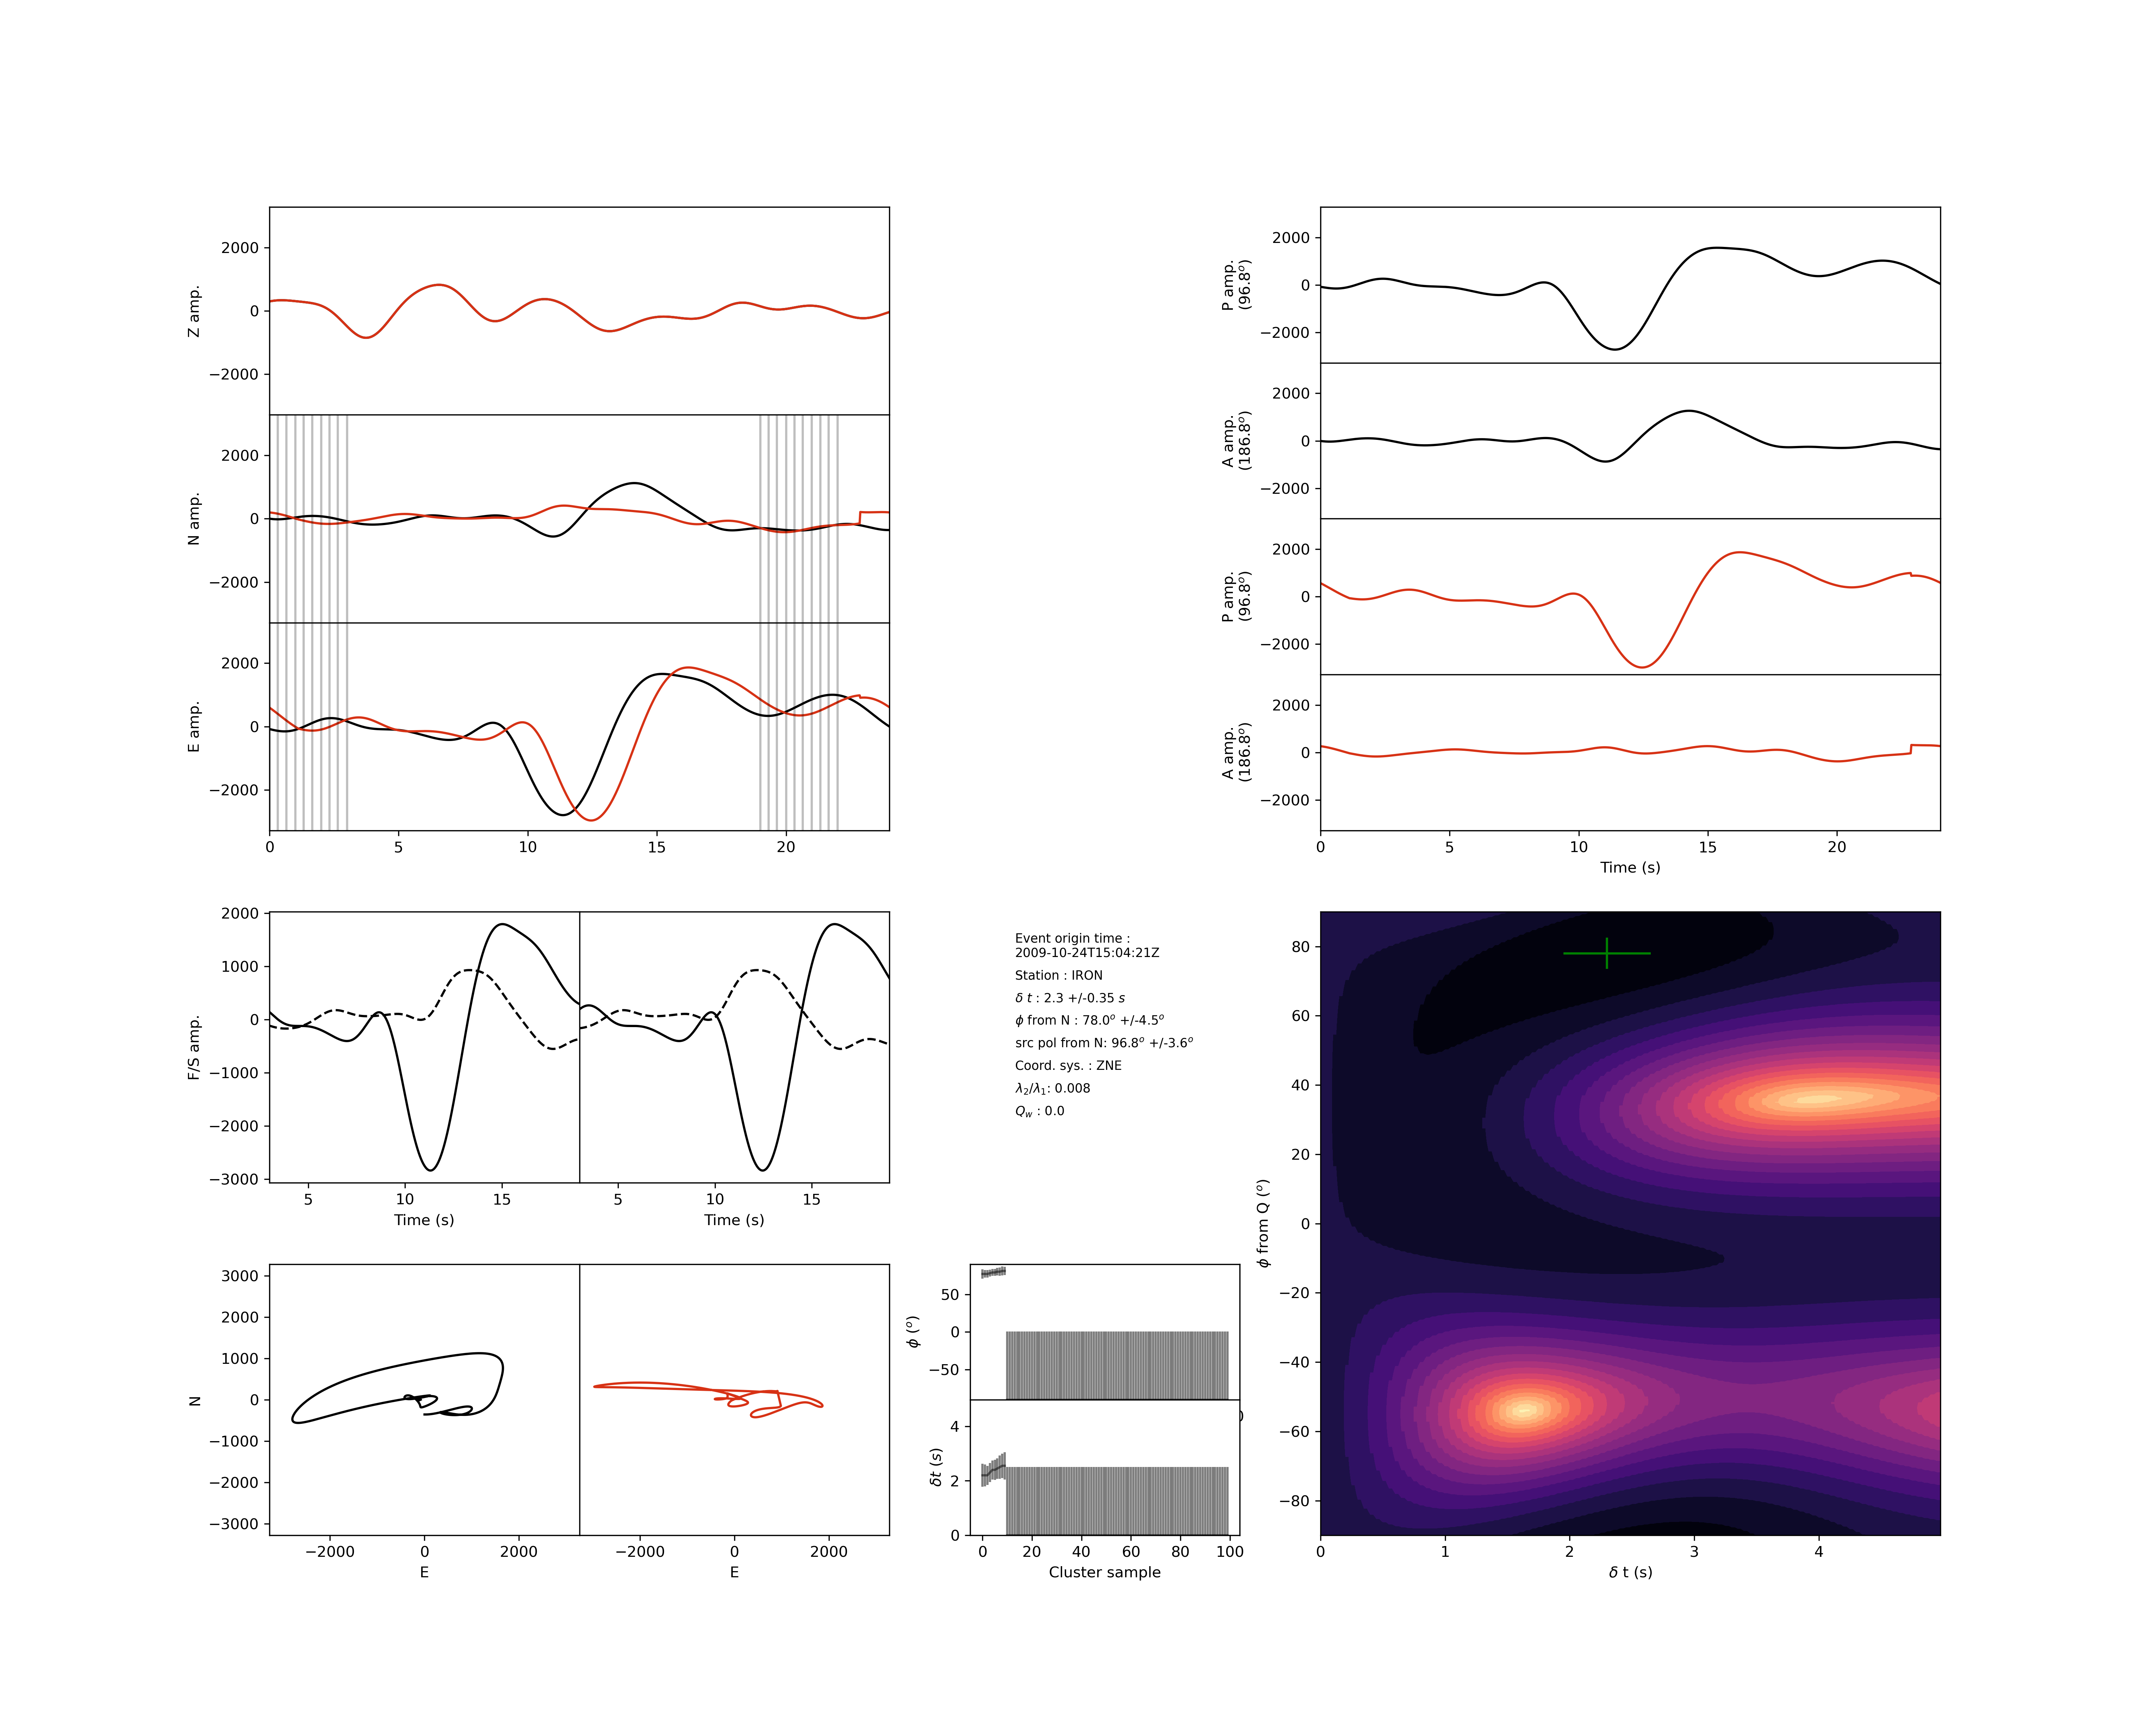 Z amp.
2000
0
−2000
N amp.
2000
0
−2000
E amp.
2000
0
−2000
0 5 10 15 20
P amp.
(96.8°)
2000
0
−2000
A amp.
(186.8°)
2000
0
−2000
P amp.
(96.8°)
2000
0
−2000
A amp.
(186.8°)
2000
0
−2000
0 5 10 15 20
Time (s)
F/S amp.
2000
1000
0
−1000
−2000
−3000
5 10 15 5 10 15
Time (s) Time (s)
Event origin time :
2009-10-24T15:04:21Z
Station : IRON
δ t : 2.3 +/-0.35 s
ϕ from N : 78.0° +/-4.5°
src pol from N: 96.8° +/-3.6°
Coord. sys. : ZNE
λ₂/λ₁: 0.008
Q_w : 0.0
N
3000
2000
1000
0
−1000
−2000
−3000
−2000 0 2000 −2000 0 2000
E E
ϕ (°)
50
0
−50
0
δt (s)
4
2
0
0 20 40 60 80 100
Cluster sample
ϕ from Q (°)
80
60
40
20
0
−20
−40
−60
−80
0 1 2 3 4
δ t (s)